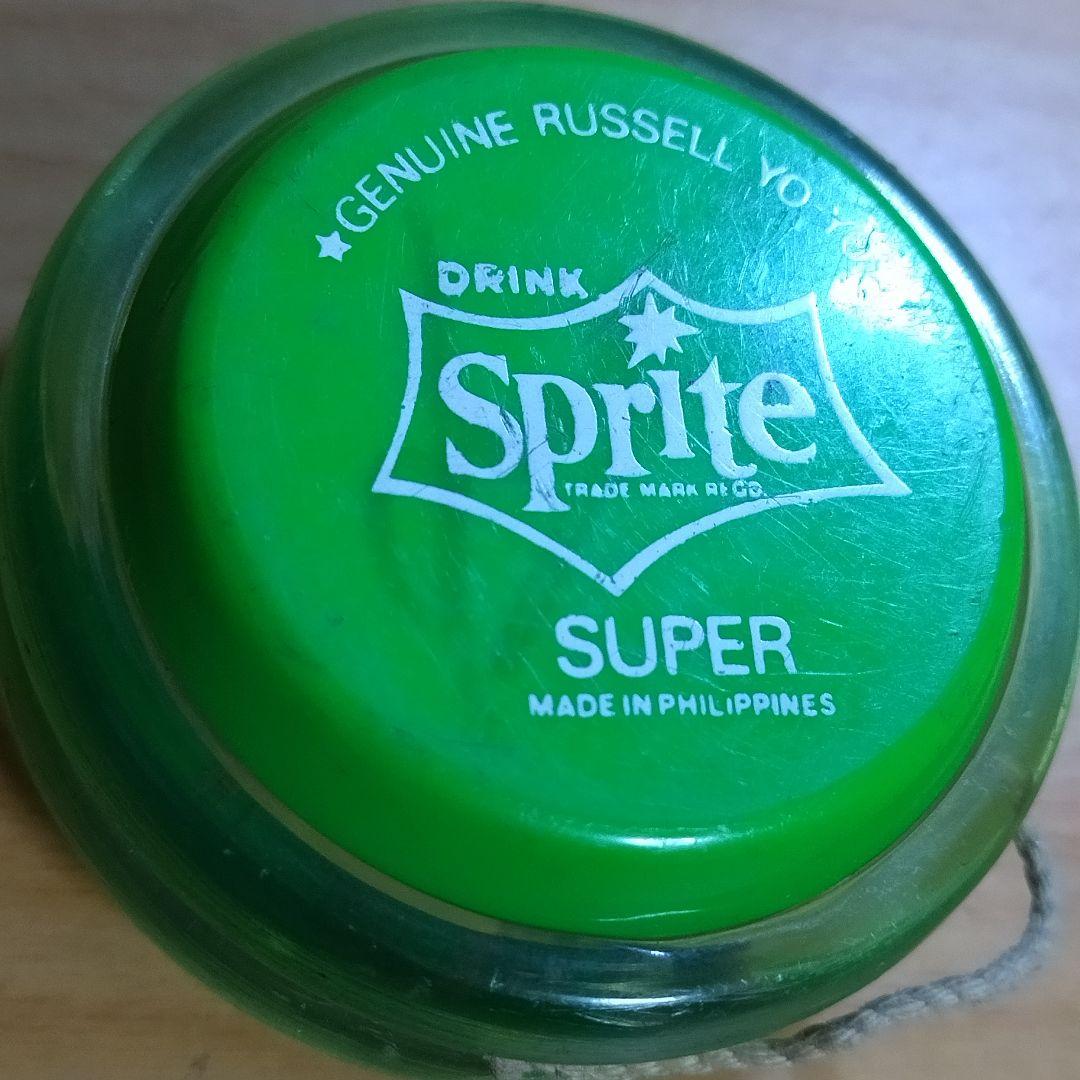 ★GENUINE RUSSELL YO YO
DRINK
Sprite
TRADE MARK REGD.
SUPER
MADE IN PHILIPPINES